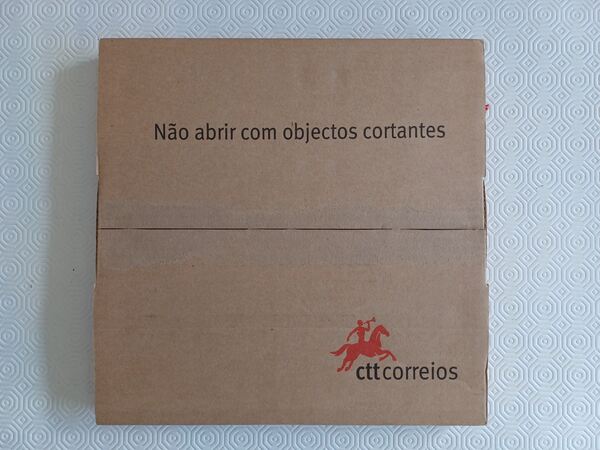 Não abrir com objectos cortantes
cttcorreios